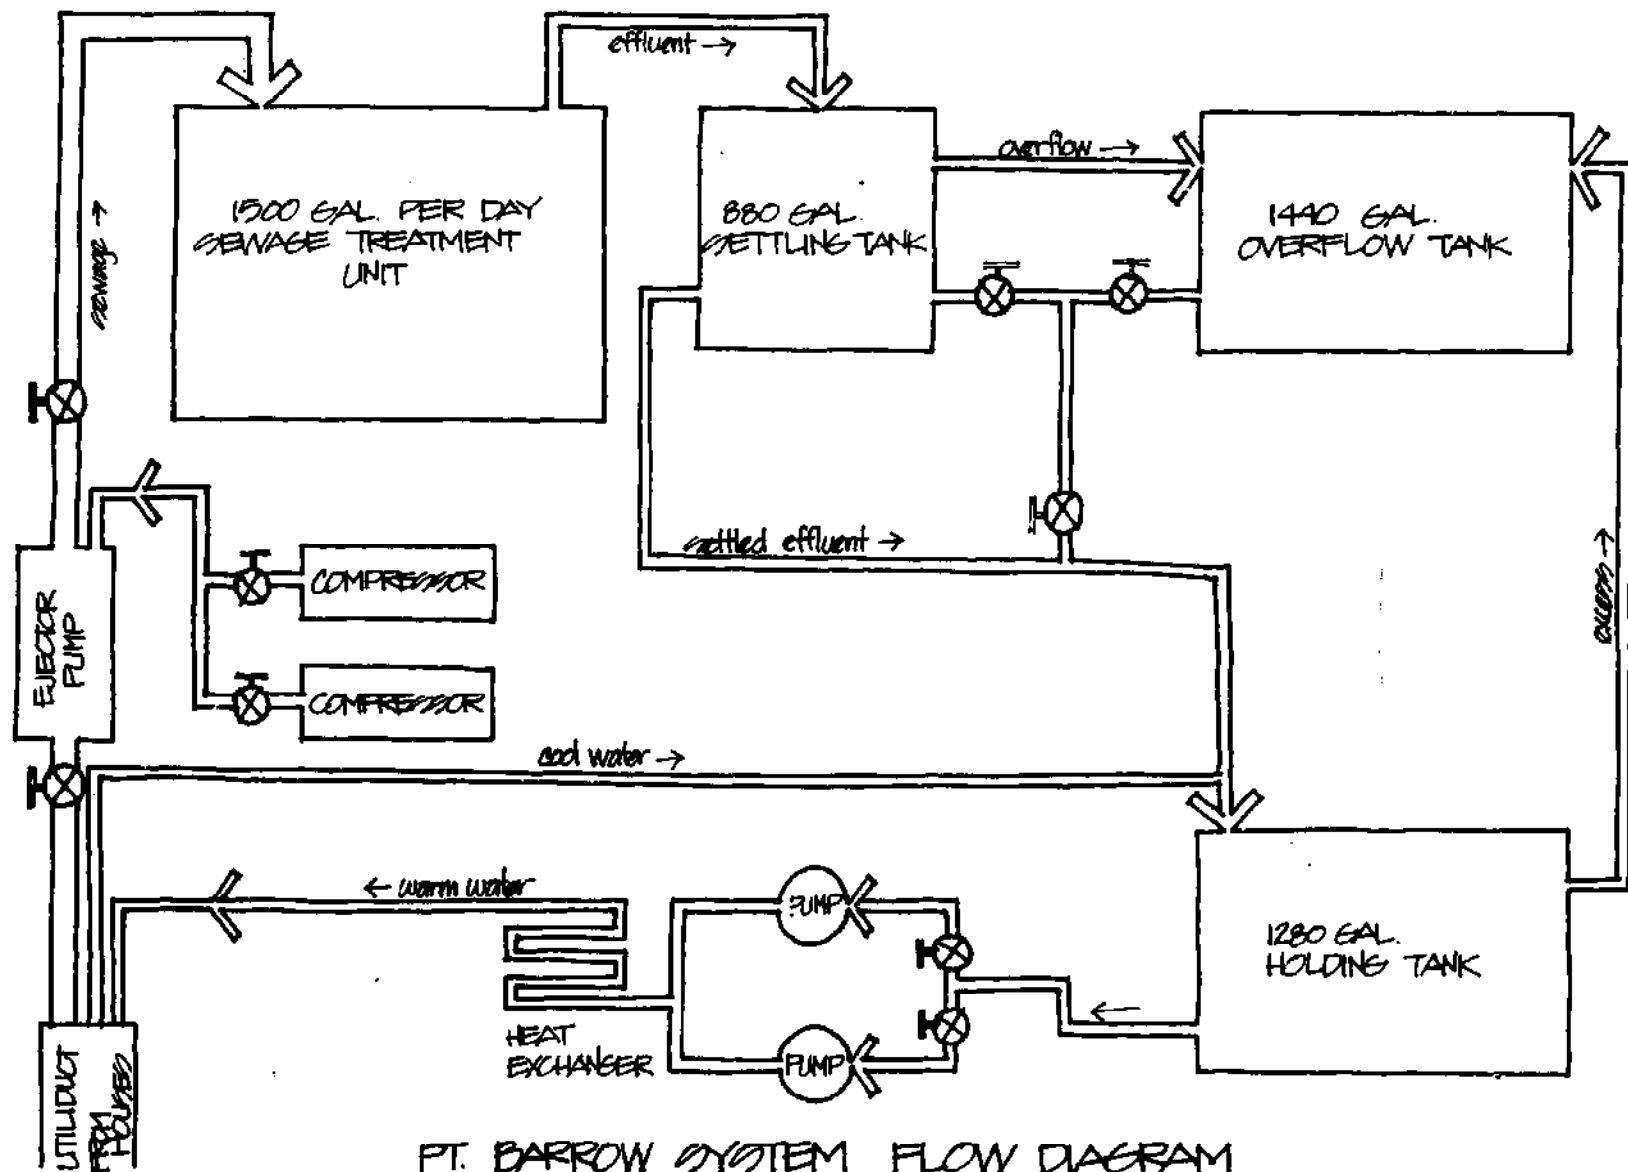 effluent →
1500 GAL. PER DAY
SEWAGE TREATMENT
UNIT
880 GAL.
SETTLING TANK
overflow →
1440 GAL.
OVERFLOW TANK
sewage →
settled effluent →
excess →
COMPRESSOR
COMPRESSOR
EJECTOR
PUMP
cool water →
← warm water
PUMP
PUMP
←
HEAT
EXCHANGER
1280 GAL.
HOLDING TANK
UTILIDUCT
FROM
HOUSES
PT. BARROW SYSTEM FLOW DIAGRAM